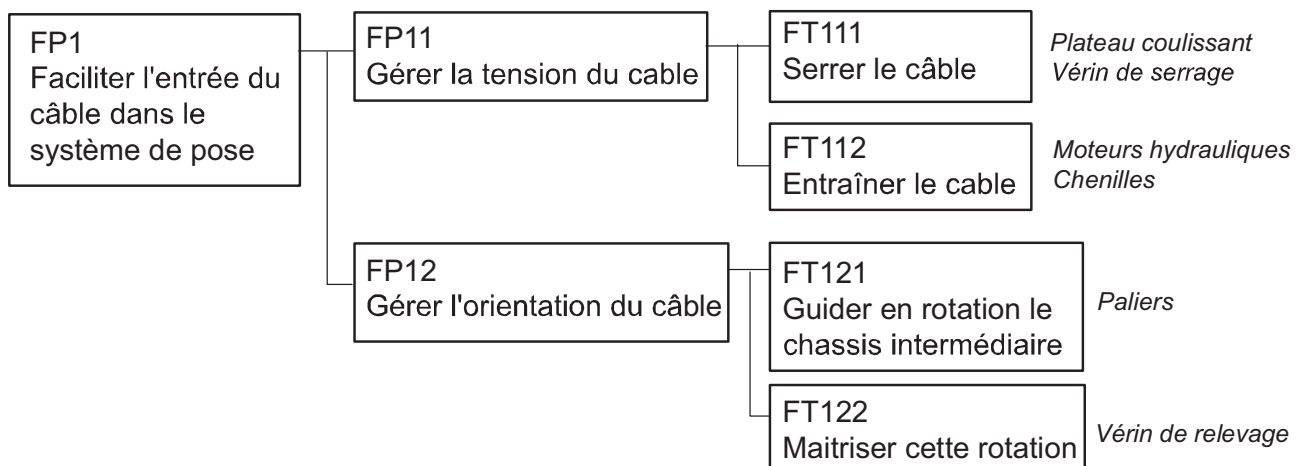 FP1
Faciliter l'entrée du
câble dans le
système de pose
FP11
Gérer la tension du cable
FT111
Serrer le câble
Plateau coulissant
Vérin de serrage
FT112
Entraîner le cable
Moteurs hydrauliques
Chenilles
FP12
Gérer l'orientation du câble
FT121
Guider en rotation le
chassis intermédiaire
Paliers
FT122
Maitriser cette rotation
Vérin de relevage